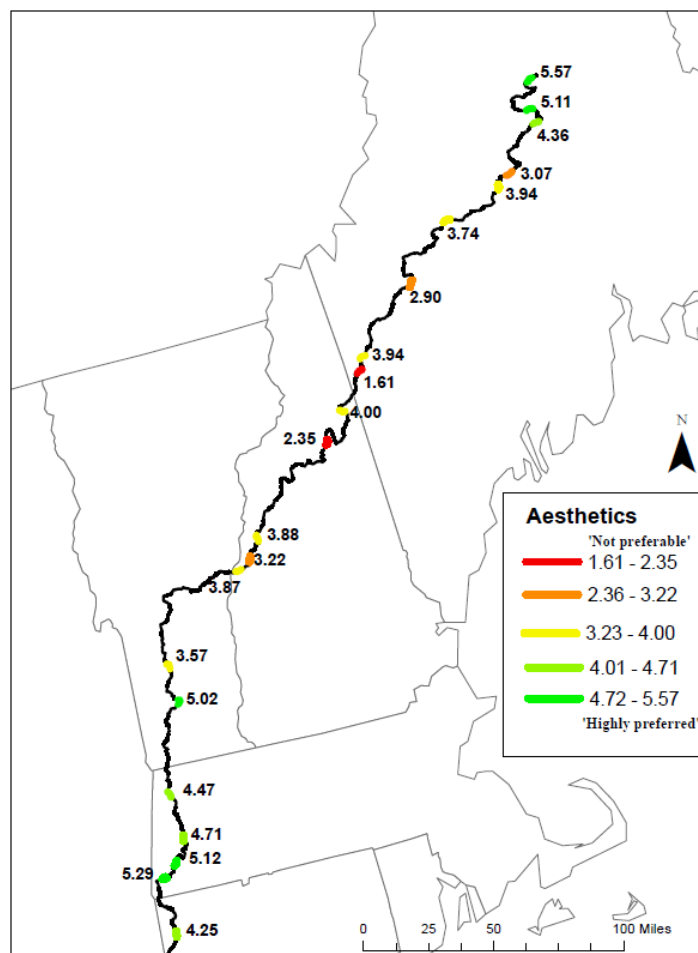 5.57
5.11
4.36
3.07
3.94
3.74
2.90
3.94
1.61
4.00
2.35
N
3.88
3.22
3.87
3.57
5.02
4.47
4.71
5.12
5.29
4.25
Aesthetics
'Not preferable'
1.61 - 2.35
2.36 - 3.22
3.23 - 4.00
4.01 - 4.71
4.72 - 5.57
'Highly preferred'
0 25 50 100 Miles